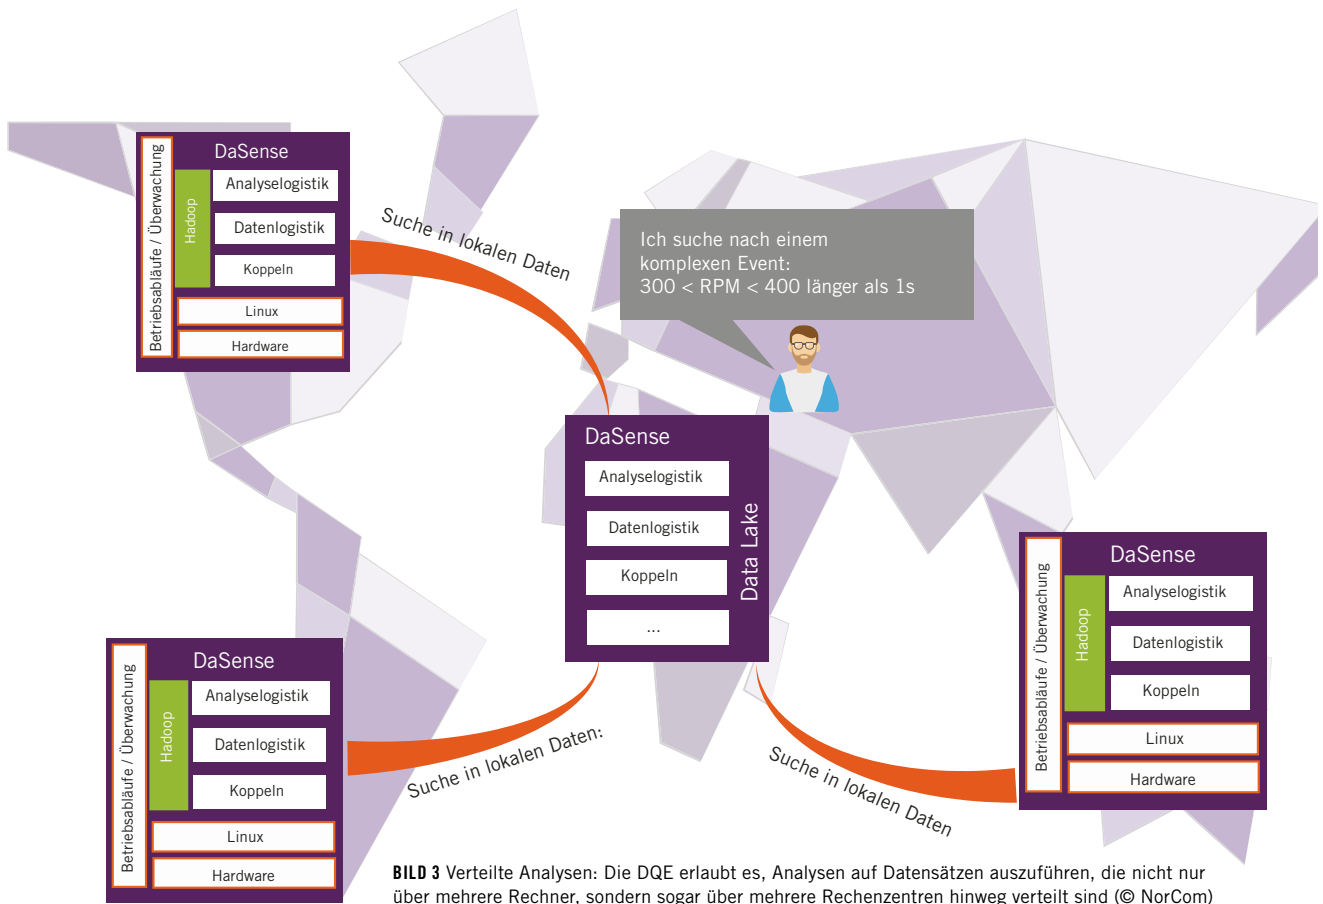 DaSense
Betriebsabläufe / Überwachung
Hadoop
Analyselogistik
Datenlogistik
Koppeln
Linux
Hardware
Suche in lokalen Daten
Ich suche nach einem
komplexen Event:
300 < RPM < 400 länger als 1s
DaSense
Analyselogistik
Datenlogistik
Koppeln
...
Data Lake
DaSense
Betriebsabläufe / Überwachung
Hadoop
Analyselogistik
Datenlogistik
Koppeln
Linux
Hardware
Suche in lokalen Daten:
Suche in lokalen Daten
DaSense
Betriebsabläufe / Überwachung
Hadoop
Analyselogistik
Datenlogistik
Koppeln
Linux
Hardware
BILD 3 Verteilte Analysen: Die DQE erlaubt es, Analysen auf Datensätzen auszuführen, die nicht nur
über mehrere Rechner, sondern sogar über mehrere Rechenzentren hinweg verteilt sind (© NorCom)